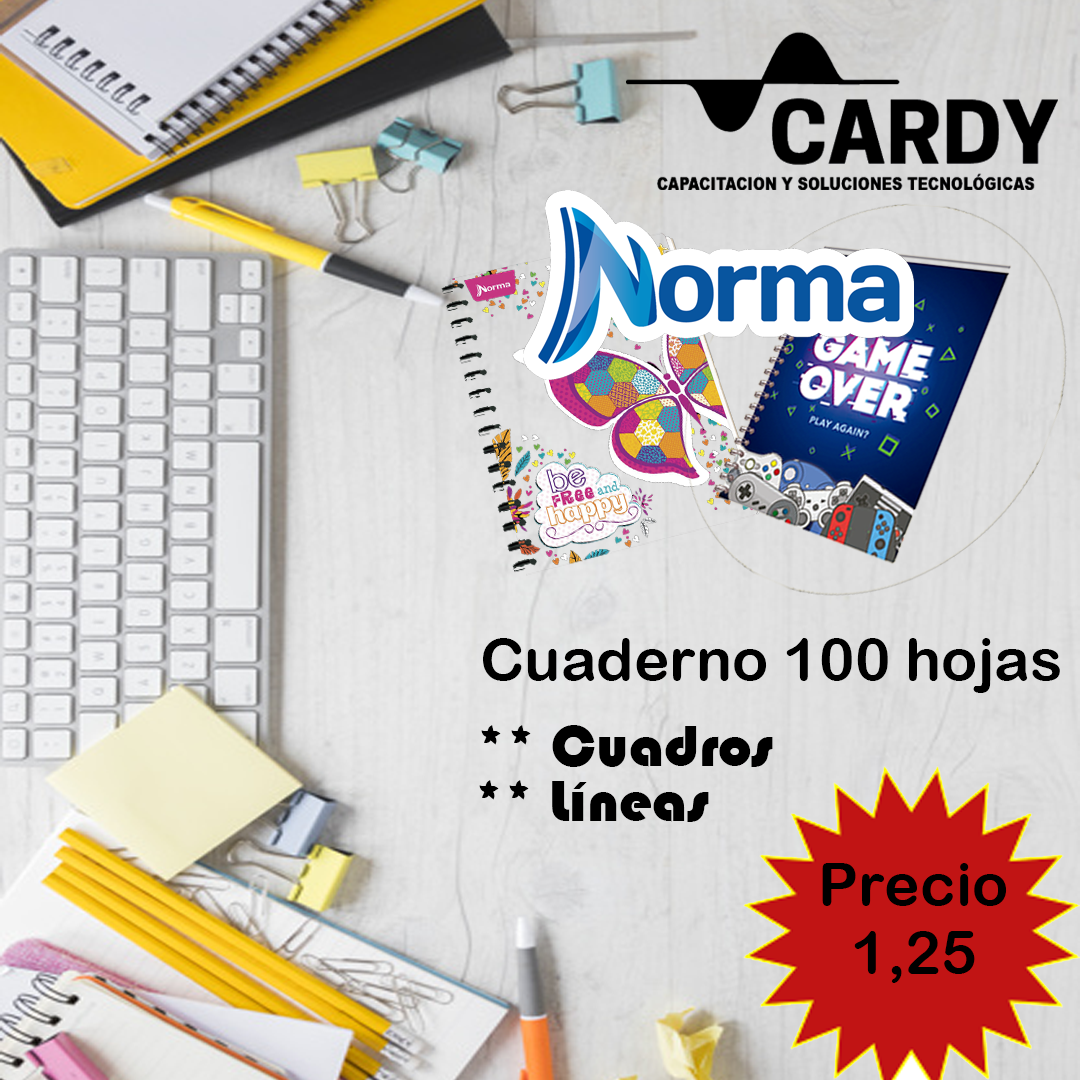 CARDY
CAPACITACION Y SOLUCIONES TECNOLÓGICAS
Norma
Norma
GAME
OVER
PLAY AGAIN?
be
FREE and
happy
Cuaderno 100 hojas
** Cuadros
** Líneas
Precio
1,25